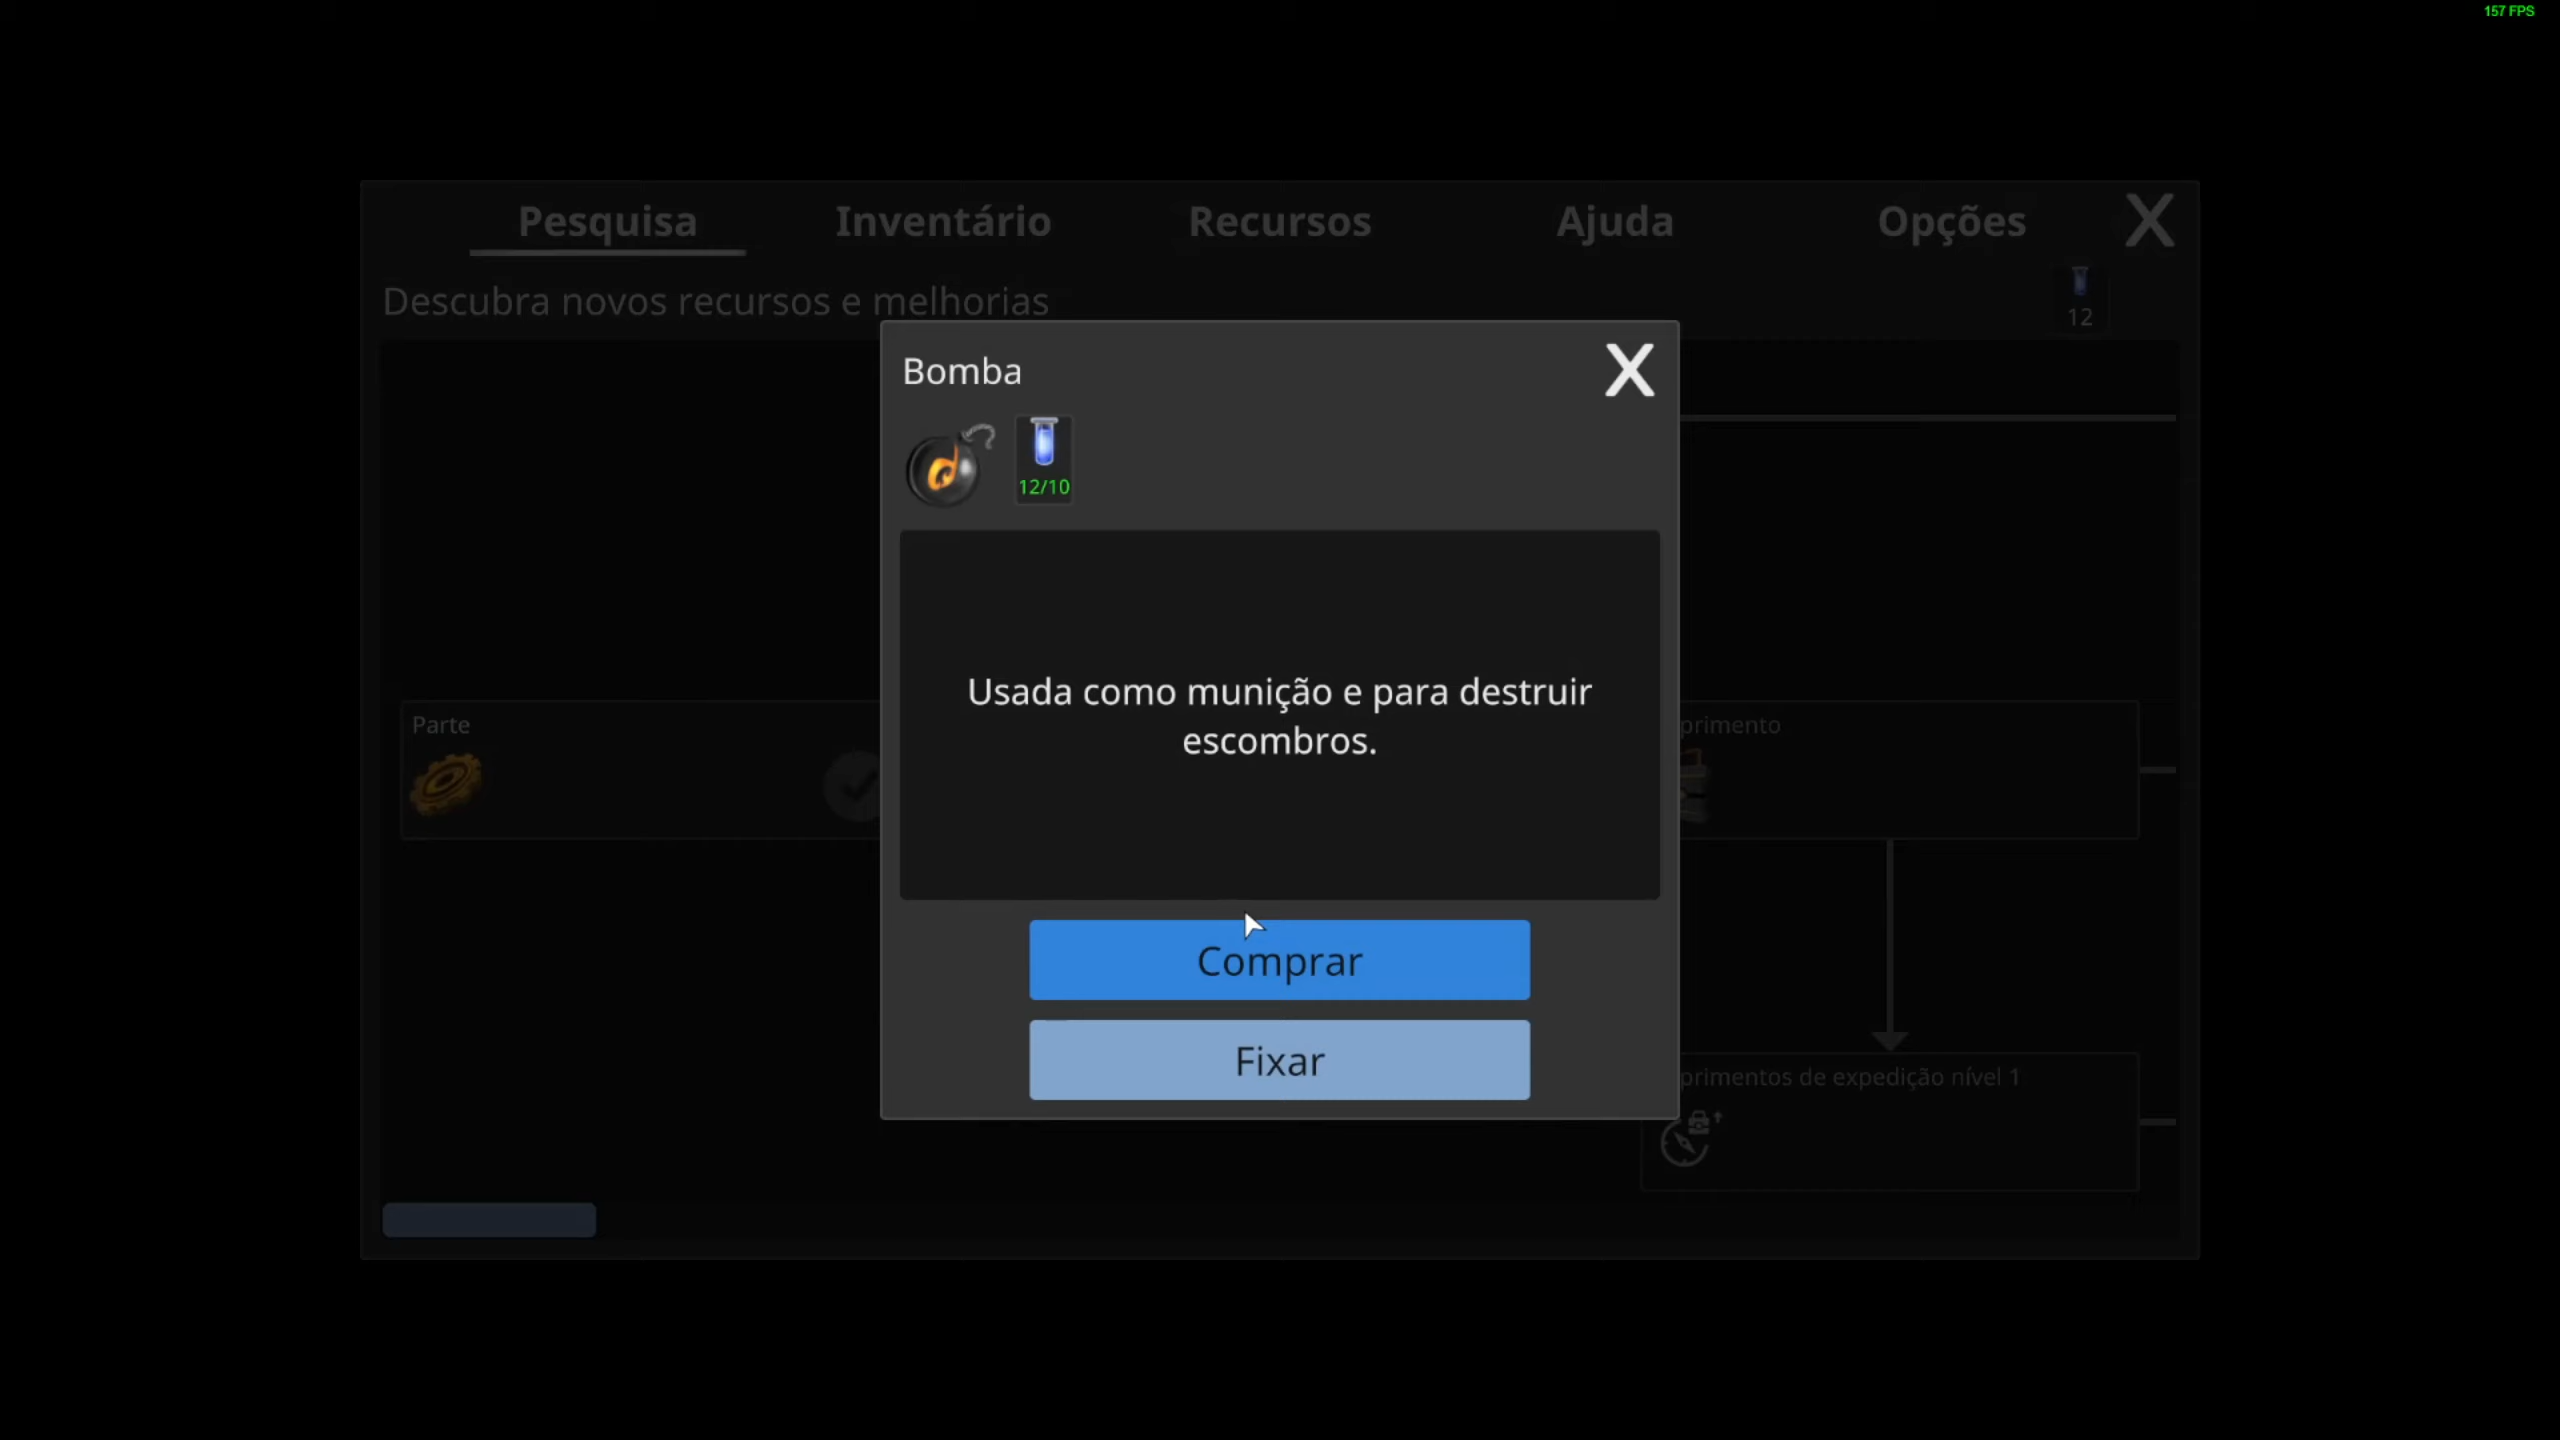 157 FPS
Pesquisa Inventário Recursos Ajuda Opções X
Descubra novos recursos e melhorias
12
Bomba X
12/10
Usada como munição e para destruir
escombros.
Parte
primento
Comprar
Fixar
primentos de expedição nível 1